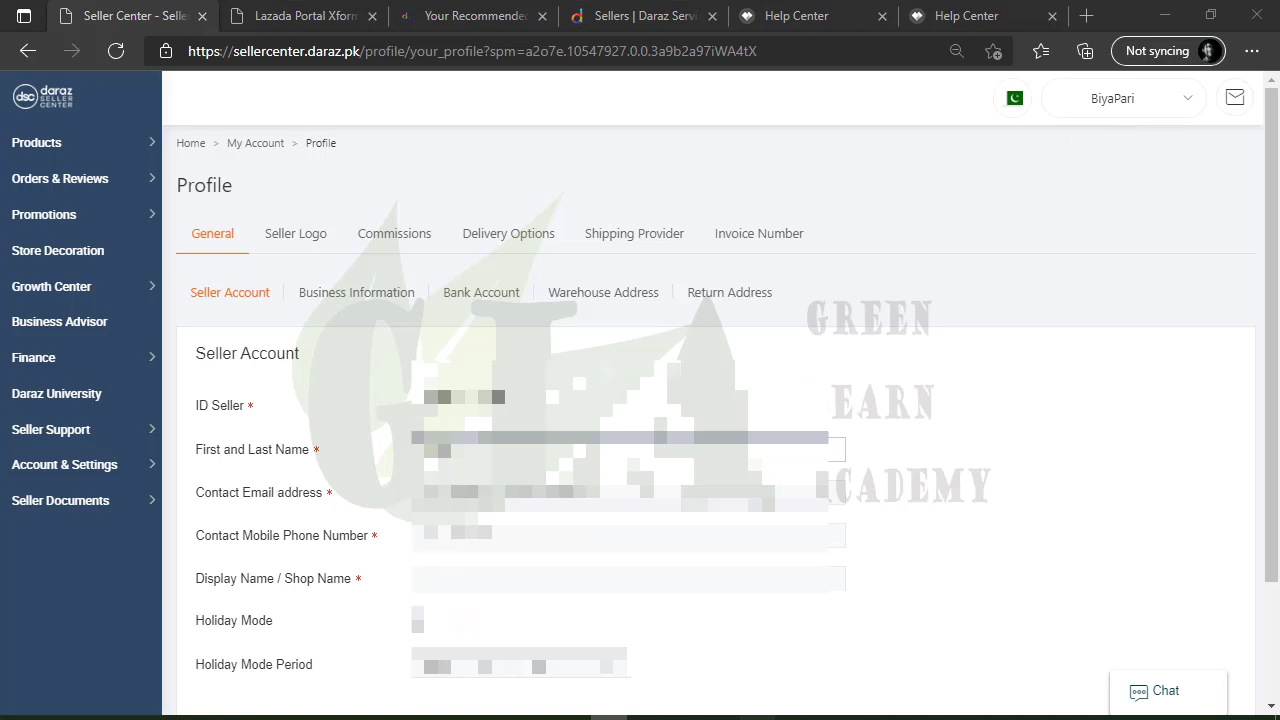 Seller Center - Selle
Lazada Portal Xform
Your Recommende
Sellers | Daraz Servi
Help Center
Help Center
https://sellercenter.daraz.pk/profile/your_profile?spm=a2o7e.10547927.0.0.3a9b2a97iWA4tX
Not syncing
dsc daraz
SELLER
CENTER
BiyaPari
Products
Orders & Reviews
Promotions
Store Decoration
Growth Center
Business Advisor
Finance
Daraz University
Seller Support
Account & Settings
Seller Documents
Home > My Account > Profile
Profile
General
Seller Logo
Commissions
Delivery Options
Shipping Provider
Invoice Number
Seller Account
Business Information
Bank Account
Warehouse Address
Return Address
GLA
GREEN
EARN
ACADEMY
Seller Account
ID Seller *
First and Last Name *
Contact Email address *
Contact Mobile Phone Number *
Display Name / Shop Name *
Holiday Mode
Holiday Mode Period
Chat